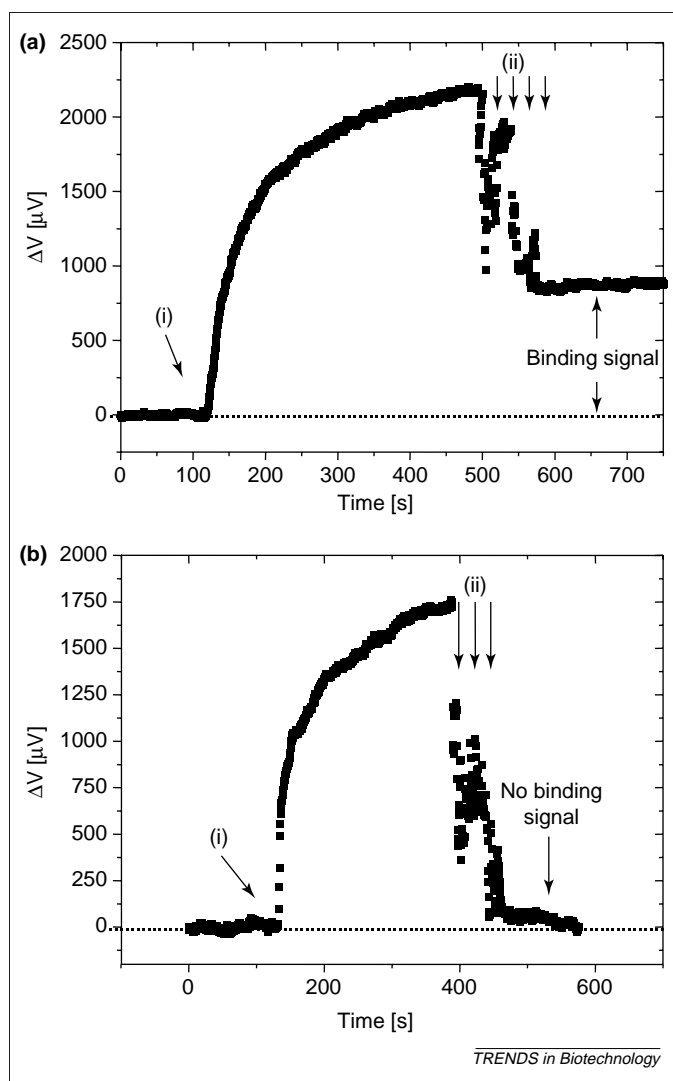 (a)
2500
2000
1500
1000
500
0
ΔV [μV]
(i)
(ii)
Binding signal
0 100 200 300 400 500 600 700
Time [s]
(b)
2000
1750
1500
1250
1000
750
500
250
0
ΔV [μV]
(i)
(ii)
No binding
signal
0 200 400 600
Time [s]
TRENDS in Biotechnology